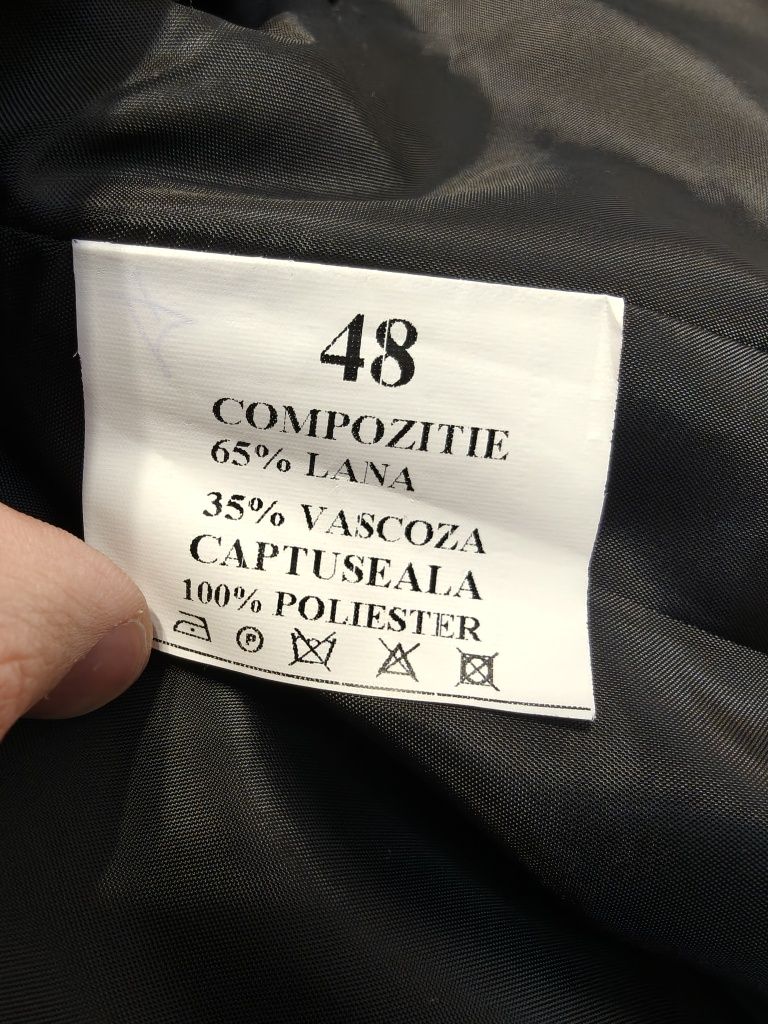 48
COMPOZITIE
65% LANA
35% VASCOZA
CAPTUSEALA
100% POLIESTER
P